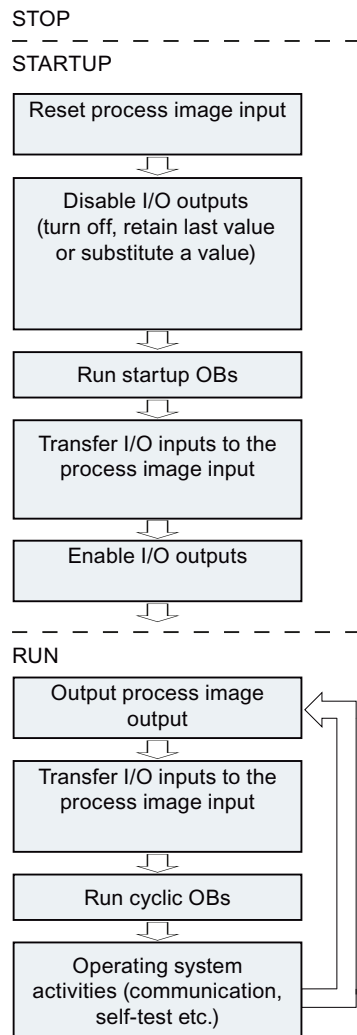 STOP
STARTUP
Reset process image input
Disable I/O outputs
(turn off, retain last value
or substitute a value)
Run startup OBs
Transfer I/O inputs to the
process image input
Enable I/O outputs
RUN
Output process image
output
Transfer I/O inputs to the
process image input
Run cyclic OBs
Operating system
activities (communication,
self-test etc.)